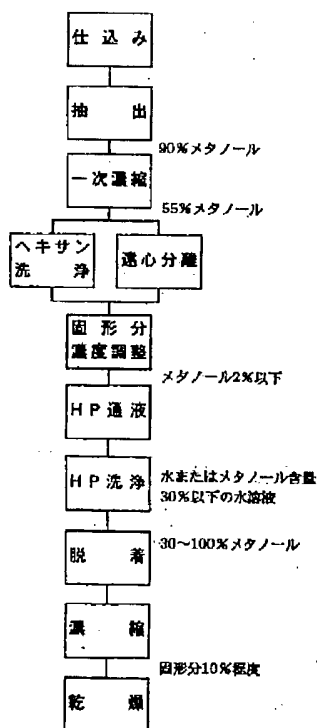 仕込み
抽出
90%メタノール
一次濃縮
55%メタノール
ヘキサン
洗浄
遠心分離
固形分
濃度調整
メタノール2%以下
HP通液
HP洗浄
水またはメタノール含量
30%以下の水溶液
脱着
30~100%メタノール
濃縮
固形分10%程度
乾燥